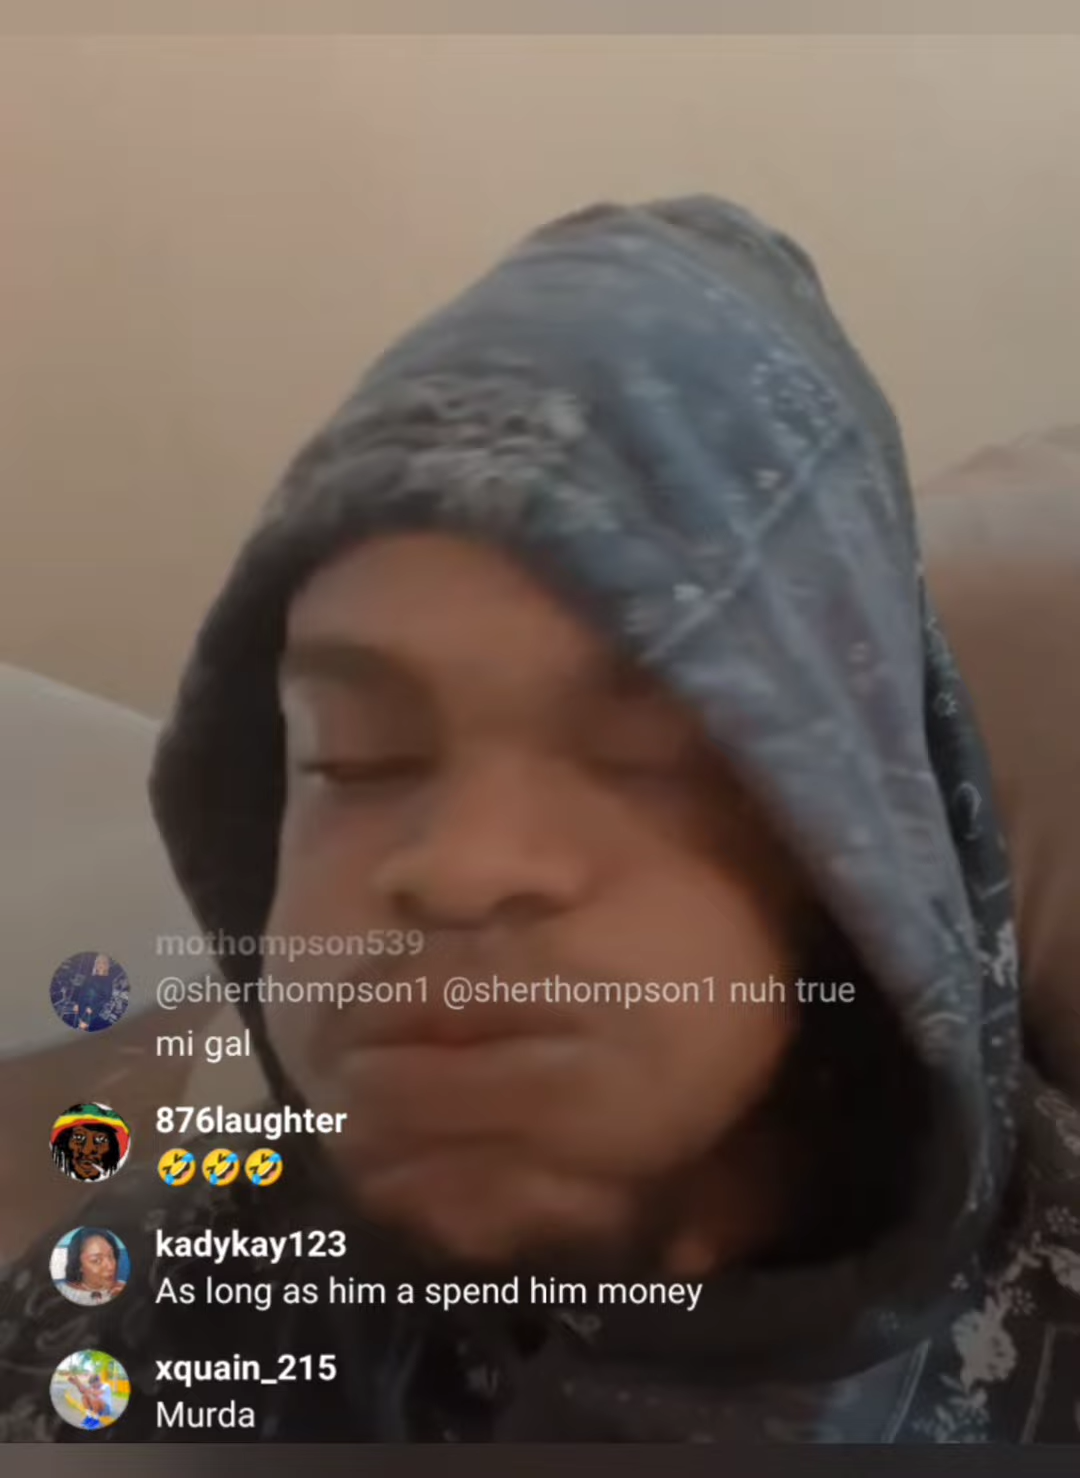 mothompson539
@sherthompson1 @sherthompson1 nuh true
mi gal
876laughter
🤣🤣🤣
kadykay123
As long as him a spend him money
xquain_215
Murda